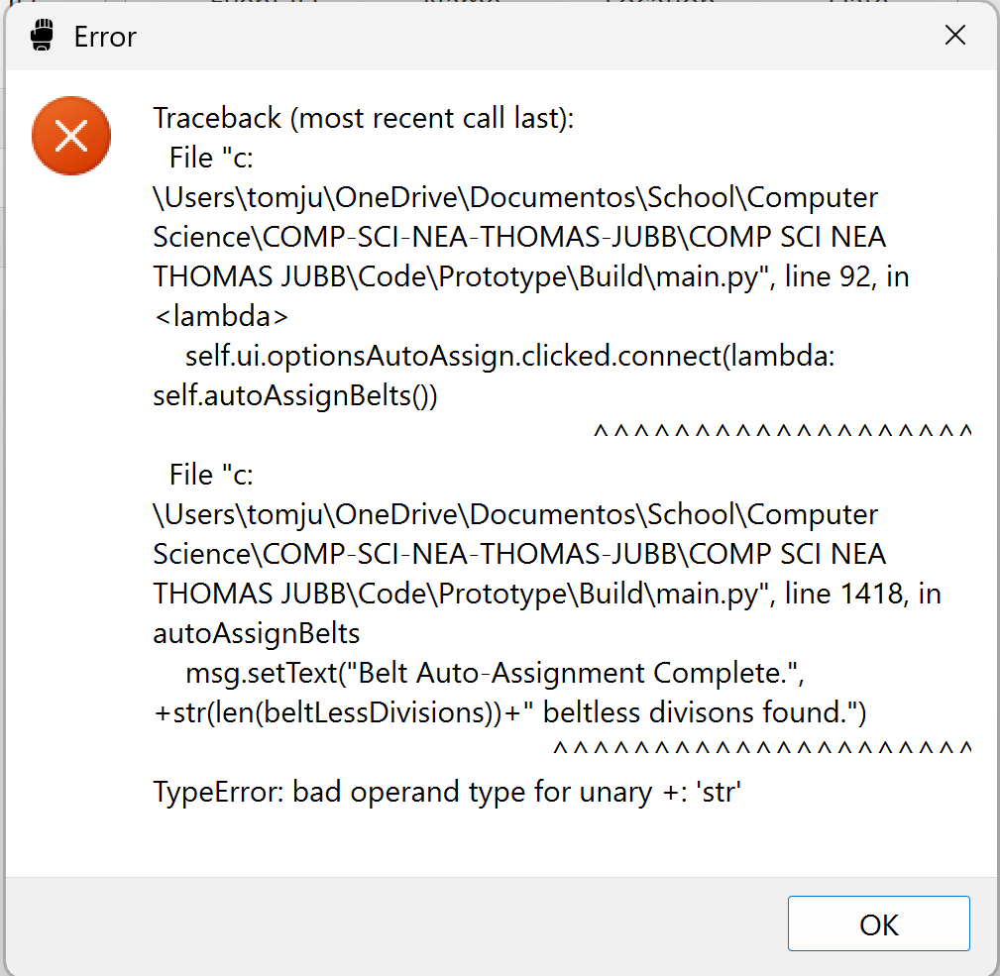 Error
Traceback (most recent call last):
File "c:
\Users\tomju\OneDrive\Documentos\School\Computer
Science\COMP-SCI-NEA-THOMAS-JUBB\COMP SCI NEA
THOMAS JUBB\Code\Prototype\Build\main.py", line 92, in
<lambda>
self.ui.optionsAutoAssign.clicked.connect(lambda:
self.autoAssignBelts())
^^^^^^^^^^^^^^^^^^^
File "c:
\Users\tomju\OneDrive\Documentos\School\Computer
Science\COMP-SCI-NEA-THOMAS-JUBB\COMP SCI NEA
THOMAS JUBB\Code\Prototype\Build\main.py", line 1418, in
autoAssignBelts
msg.setText("Belt Auto-Assignment Complete.",
+str(len(beltLessDivisions))+" beltless divisons found.")
^^^^^^^^^^^^^^^^^^^^^
TypeError: bad operand type for unary +: 'str'
OK